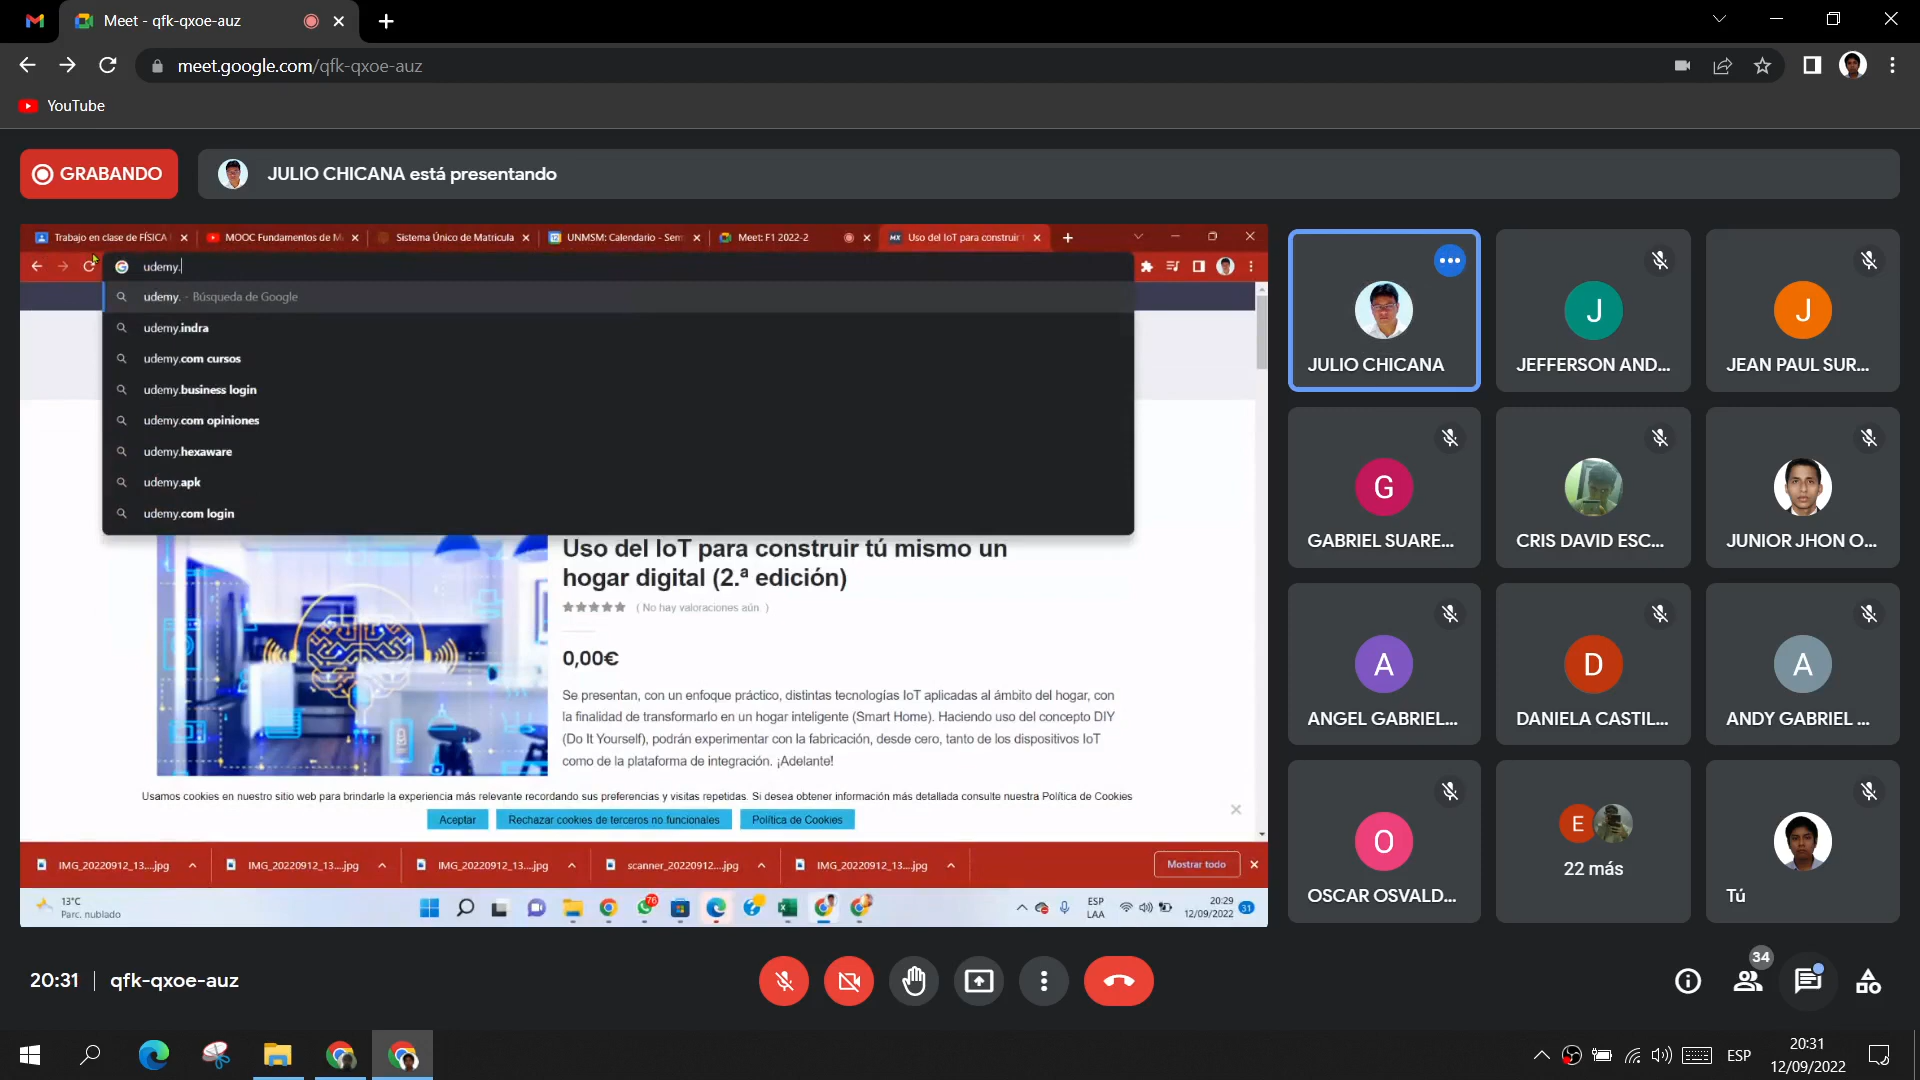 Meet - qfk-qxoe-auz
meet.google.com/qfk-qxoe-auz
YouTube
GRABANDO
JULIO CHICANA está presentando
Trabajo en clase de FÍSICA
MOOC Fundamentos de M
Sistema Único de Matricula
UNMSM: Calendario - Sem
Meet: F1 2022-2
Uso del IoT para construir t
udemy.
udemy. - Búsqueda de Google
udemy.indra
udemy.com cursos
udemy.business login
udemy.com opiniones
udemy.hexaware
udemy.apk
udemy.com login
Uso del IoT para construir tú mismo un
hogar digital (2.ª edición)
( No hay valoraciones aún. )
0,00€
Se presentan, con un enfoque práctico, distintas tecnologías IoT aplicadas al ámbito del hogar, con
la finalidad de transformarlo en un hogar inteligente (Smart Home). Haciendo uso del concepto DIY
(Do It Yourself), podrán experimentar con la fabricación, desde cero, tanto de los dispositivos IoT
como de la plataforma de integración. ¡Adelante!
Usamos cookies en nuestro sitio web para brindarle la experiencia más relevante recordando sus preferencias y visitas repetidas. Si desea obtener información más detallada consulte nuestra Política de Cookies
Aceptar
Rechazar cookies de terceros no funcionales
Política de Cookies
IMG_20220912_13....jpg
IMG_20220912_13....jpg
IMG_20220912_13....jpg
scanner_20220912....jpg
IMG_20220912_13....jpg
Mostrar todo
13°C
Parc. nublado
76
ESP
LAA
20:29
12/09/2022
31
JULIO CHICANA
J
JEFFERSON AND...
J
JEAN PAUL SUR...
G
GABRIEL SUARE...
CRIS DAVID ESC...
JUNIOR JHON O...
A
ANGEL GABRIEL...
D
DANIELA CASTIL...
A
ANDY GABRIEL ...
O
OSCAR OSVALD...
E
22 más
Tú
20:31 | qfk-qxoe-auz
34
ESP
20:31
12/09/2022